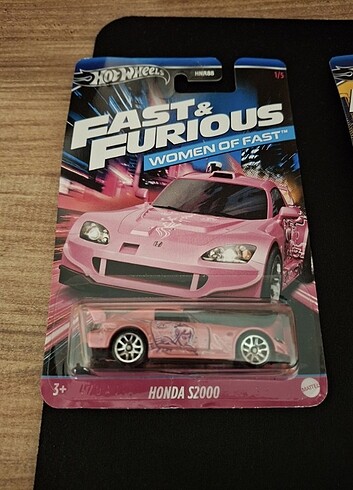 Hot Wheels
HNR88
1/5
FAST &
FURIOUS
WOMEN OF FAST™
3+
HONDA S2000
MATTEL